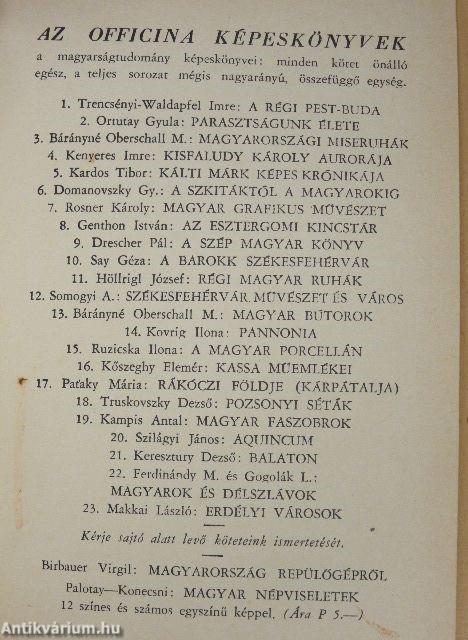 AZ OFFICINA KÉPESKÖNYVEK
a magyarságtudomány képeskönyvei: minden kötet önálló
egész, a teljes sorozat mégis nagyarányú, összefüggő egység.
1. Trencsényi-Waldapfel Imre: A RÉGI PEST-BUDA
2. Ortutay Gyula: PARASZTSÁGUNK ÉLETE
3. Bárányné Oberschall M.: MAGYARORSZÁGI MISERUHÁK
4. Kenyeres Imre: KISFALUDY KÁROLY AURORÁJA
5. Kardos Tibor: KÁLTI MÁRK KÉPES KRÓNIKÁJA
6. Domanovszky Gy.: A SZKITÁKTÓL A MAGYAROKIG
7. Rosner Károly: MAGYAR GRAFIKUS MŰVÉSZET
8. Genthon István: AZ ESZTERGOMI KINCSTÁR
9. Drescher Pál: A SZÉP MAGYAR KÖNYV
10. Say Géza: A BAROKK SZÉKESFEHÉRVÁR
11. Höllrigl József: RÉGI MAGYAR RUHÁK
12. Somogyi A.: SZÉKESFEHÉRVÁR, MŰVÉSZET ÉS VÁROS
13. Bárányné Oberschall M.: MAGYAR BÚTOROK
14. Kovrig Ilona: PANNONIA
15. Ruzicska Ilona: A MAGYAR PORCELLÁN
16. Kőszeghy Elemér: KASSA MŰEMLÉKEI
17. Pataky Mária: RÁKÓCZI FÖLDJE (KÁRPÁTALJA)
18. Truskovszky Dezső: POZSONYI SÉTÁK
19. Kampis Antal: MAGYAR FASZOBROK
20. Szilágyi János: AQUINCUM
21. Keresztury Dezső: BALATON
22. Ferdinándy M. és Gogolák L.:
MAGYAROK ÉS DÉLSZLÁVOK
23. Makkai László: ERDÉLYI VÁROSOK
Kérje sajtó alatt levő köteteink ismertetését.
Birbauer Virgil: MAGYARORSZÁG REPÜLŐGÉPRŐL
Palotay—Konecsni: MAGYAR NÉPVISELETEK
12 színes és számos egyszínű képpel. (Ára P 5.—)
Antikvárium.hu